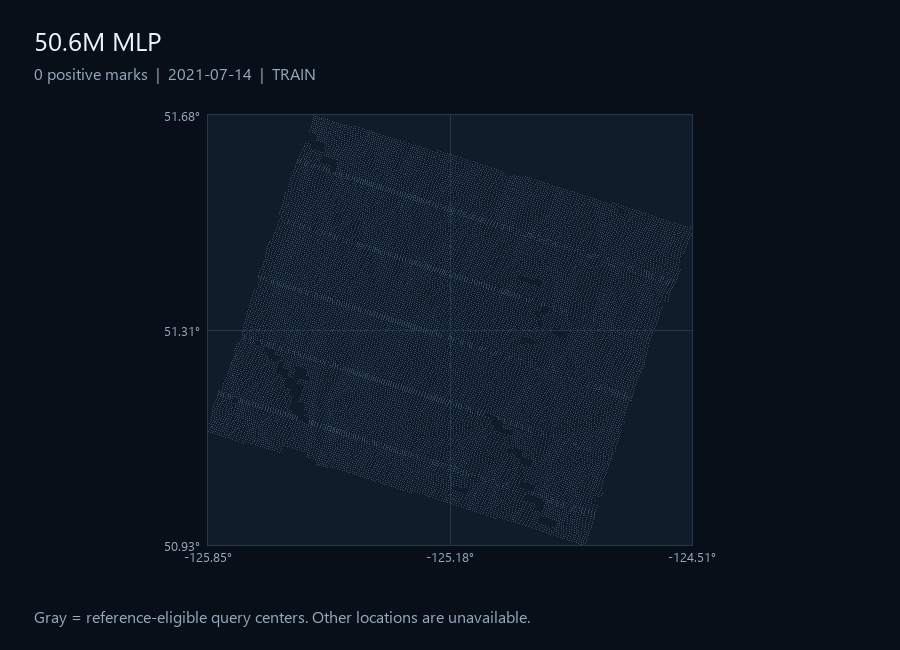 50.6M MLP
0 positive marks | 2021-07-14 | TRAIN
51.68°
51.31°
50.93°
-125.85°
-125.18°
-124.51°
Gray = reference-eligible query centers. Other locations are unavailable.